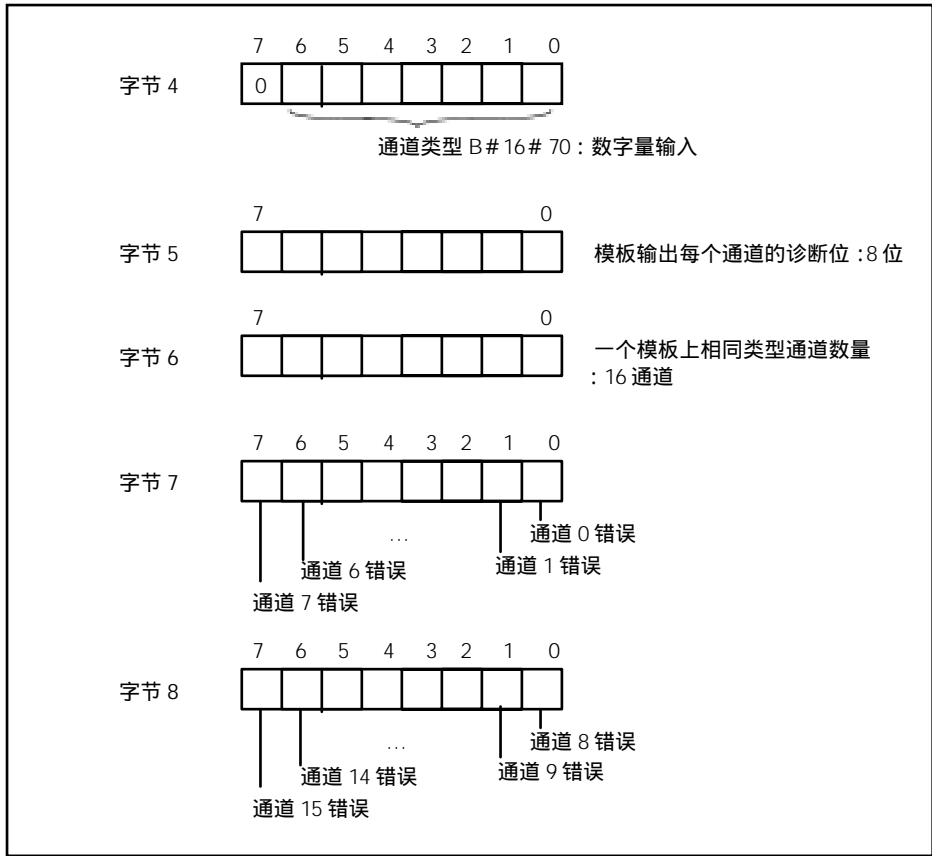 7 6 5 4 3 2 1 0
字节 4
0
通道类型 B#16#70：数字量输入
7 0
字节 5
模板输出每个通道的诊断位：8 位
7 0
字节 6
一个模板上相同类型通道数量
：16 通道
7 6 5 4 3 2 1 0
字节 7
通道 0 错误
…
通道 1 错误
通道 6 错误
通道 7 错误
7 6 5 4 3 2 1 0
字节 8
通道 8 错误
…
通道 9 错误
通道 14 错误
通道 15 错误